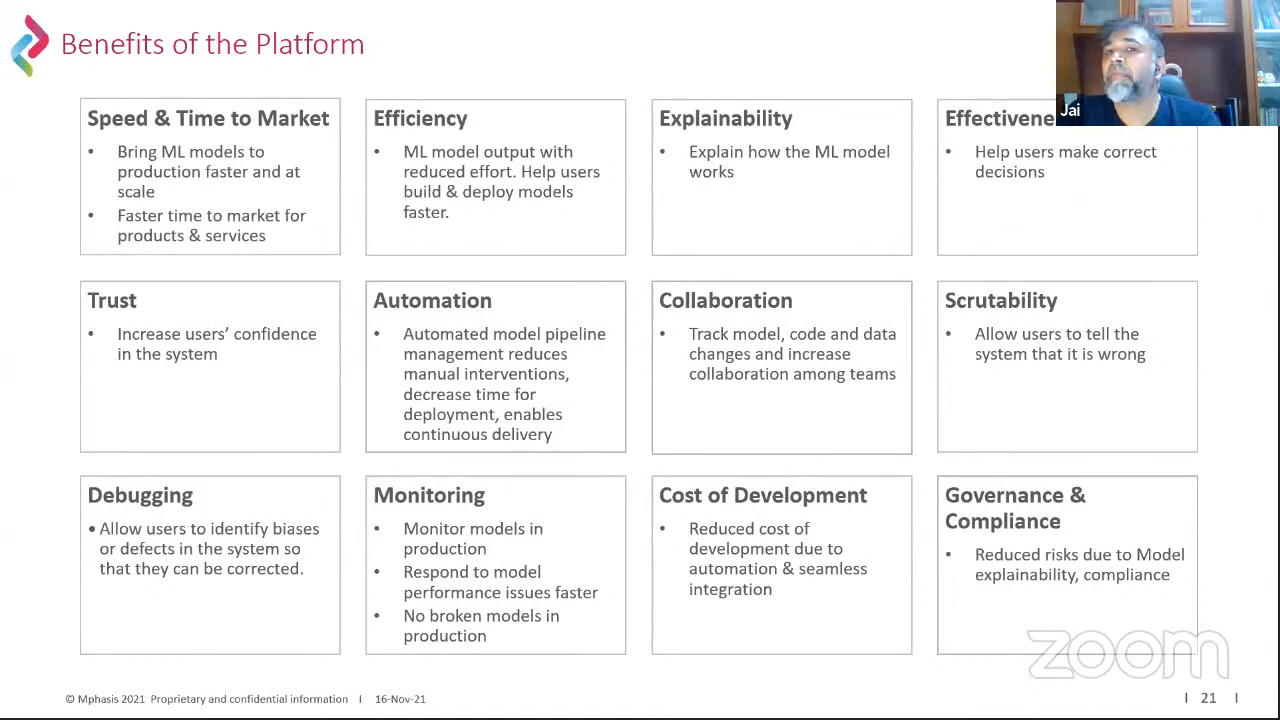 Benefits of the Platform
Jai
Speed & Time to Market
• Bring ML models to
production faster and at
scale
• Faster time to market for
products & services
Efficiency
• ML model output with
reduced effort. Help users
build & deploy models
faster.
Explainability
• Explain how the ML model
works
• Help users make correct
decisions
Trust
• Increase users’ confidence
in the system
Automation
• Automated model pipeline
management reduces
manual interventions,
decrease time for
deployment, enables
continuous delivery
Collaboration
• Track model, code and data
changes and increase
collaboration among teams
Scrutability
• Allow users to tell the
system that it is wrong
Debugging
• Allow users to identify biases
or defects in the system so
that they can be corrected.
Monitoring
• Monitor models in
production
• Respond to model
performance issues faster
• No broken models in
production
Cost of Development
• Reduced cost of
development due to
automation & seamless
integration
Governance &
Compliance
• Reduced risks due to Model
explainability, compliance
zoom
© Mphasis 2021 Proprietary and confidential information | 16-Nov-21
| 21 |